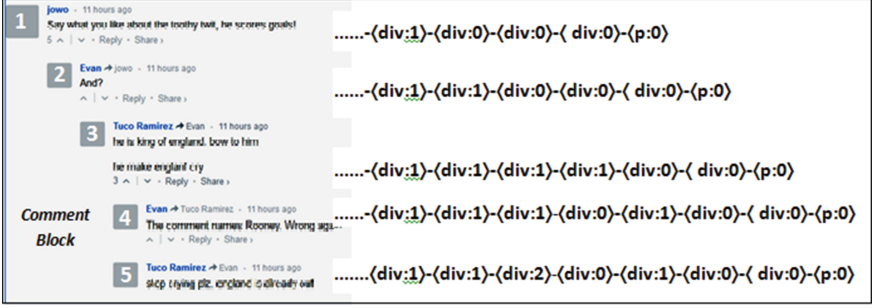 1
jowo - 11 hours ago
Say what you like about the toothy twit, he scores goals!
5 ∧ | ∨ • Reply • Share ›
......-⟨div:1⟩-⟨div:0⟩-⟨div:0⟩-⟨ div:0⟩-⟨p:0⟩
2
Evan → jowo - 11 hours ago
And?
∧ | ∨ • Reply • Share ›
......-⟨div:1⟩-⟨div:1⟩-⟨div:0⟩-⟨div:0⟩-⟨ div:0⟩-⟨p:0⟩
3
Tuco Ramirez → Evan - 11 hours ago
he is king of england. bow to him
he make englanf cry
3 ∧ | ∨ • Reply • Share ›
......-⟨div:1⟩-⟨div:1⟩-⟨div:1⟩-⟨div:1⟩-⟨div:0⟩-⟨ div:0⟩-⟨p:0⟩
Comment
Block
4
Evan → Tuco Ramirez - 11 hours ago
The comment names Rooney. Wrong aga...
∧ | ∨ • Reply • Share ›
......-⟨div:1⟩-⟨div:1⟩-⟨div:1⟩-⟨div:0⟩-⟨div:1⟩-⟨div:0⟩-⟨ div:0⟩-⟨p:0⟩
5
Tuco Ramirez → Evan - 11 hours ago
stop crying plz. england is already out
.......⟨div:1⟩-⟨div:1⟩-⟨div:2⟩-⟨div:0⟩-⟨div:1⟩-⟨div:0⟩-⟨ div:0⟩-⟨p:0⟩